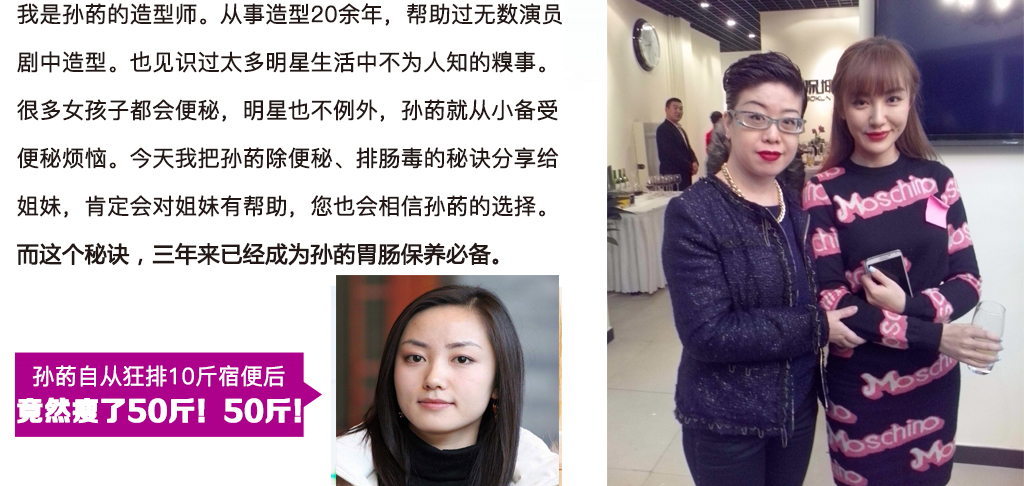 我是孙菂的造型师。从事造型20余年，帮助过无数演员
剧中造型。也见识过太多明星生活中不为人知的糗事。
很多女孩子都会便秘，明星也不例外，孙菂就从小备受
便秘烦恼。今天我把孙菂除便秘、排肠毒的秘诀分享给
姐妹，肯定会对姐妹有帮助，您也会相信孙菂的选择。
而这个秘诀，三年来已经成为孙菂胃肠保养必备。
孙菂自从狂排10斤宿便后
竟然瘦了50斤！50斤！
Moschino
Moschino
Moschino